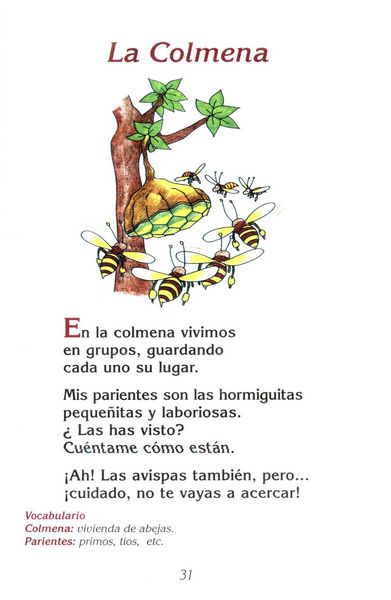 La Colmena
En la colmena vivimos
en grupos, guardando
cada uno su lugar.
Mis parientes son las hormiguitas
pequeñitas y laboriosas.
¿ Las has visto?
Cuéntame cómo están.
¡Ah! Las avispas también, pero...
¡cuidado, no te vayas a acercar!
Vocabulario
Colmena: vivienda de abejas.
Parientes: primos, tíos, etc.
31